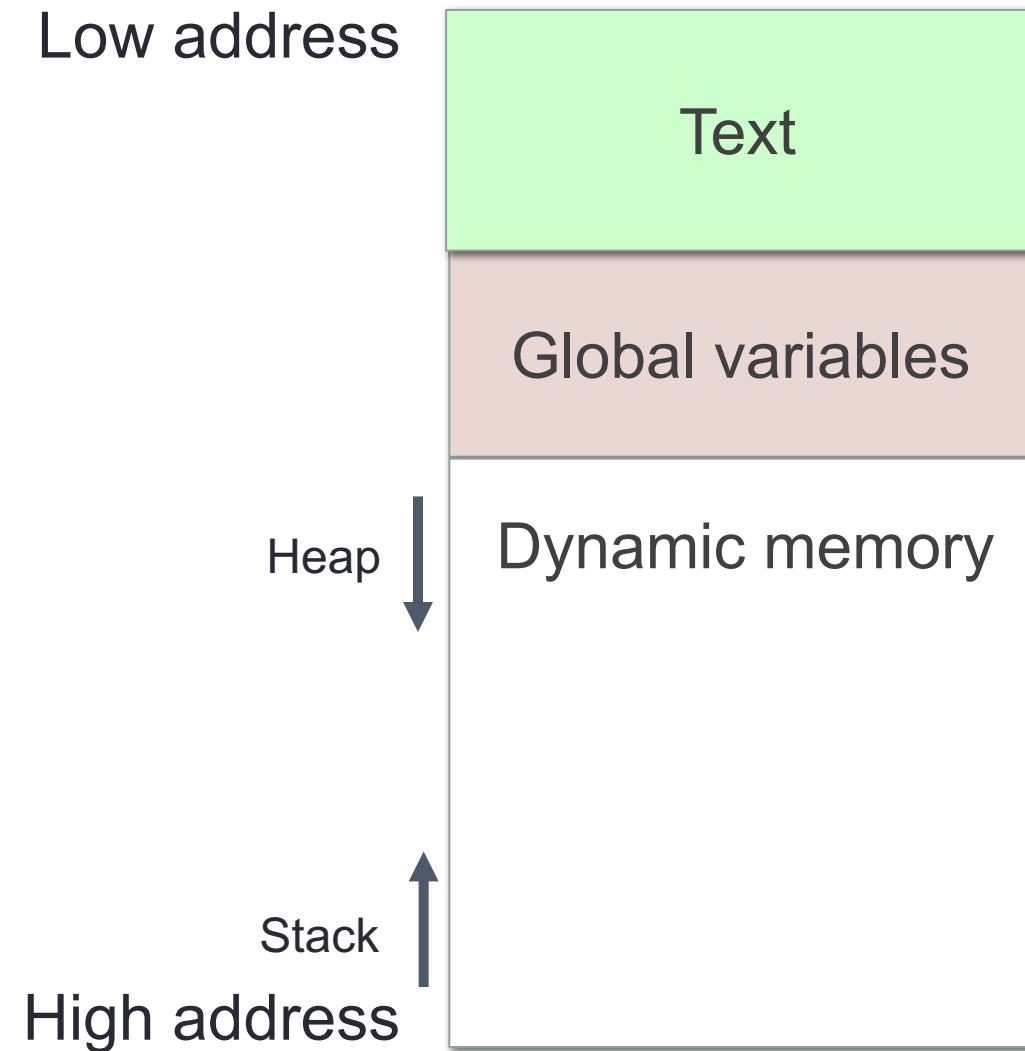 Low address
Text
Global variables
Heap
Dynamic memory
Stack
High address